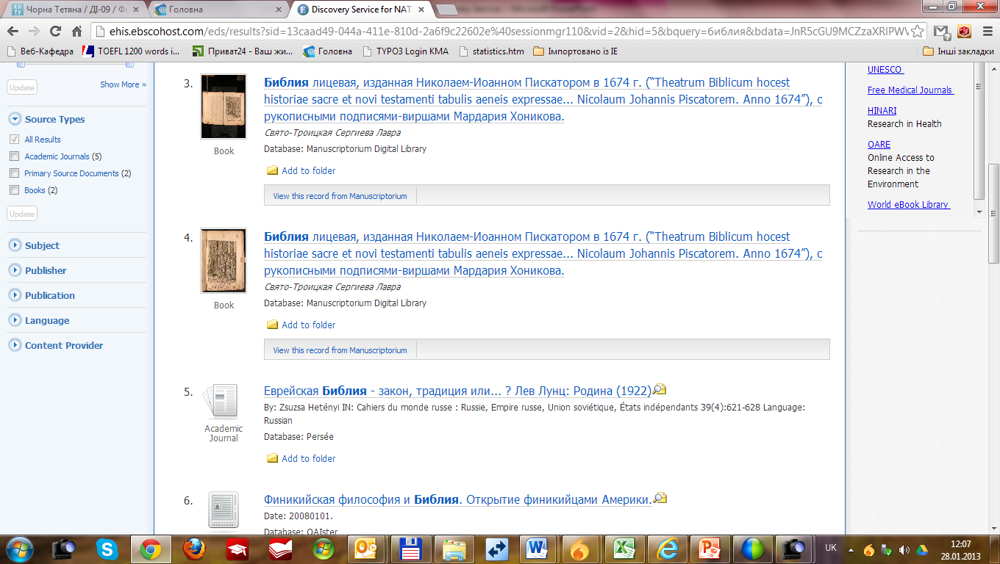 Чорна Тетяна / ДІ-09 / Фа
Головна
Discovery Service for NAT
ehis.ebscohost.com/eds/results?sid=13caad49-044a-411e-810d-2a6f9c22602e%40sessionmgr110&vid=2&hid=5&bquery=библия&bdata=JnR5cGU9MCZzaXRlPWV
Веб-Кафедра
TOEFL 1200 words i...
Приват24 - Ваш жи...
Головна
TYPO3 Login KMA
statistics.htm
Імпортовано із IE
Інші закладки
Update
Show More »
Source Types
All Results
Academic Journals (5)
Primary Source Documents (2)
Books (2)
Update
Subject
Publisher
Publication
Language
Content Provider
3.
Book
Библия лицевая, изданная Николаем-Иоанном Пискатором в 1674 г. (“Theatrum Biblicum hocest
historiae sacre et novi testamenti tabulis aeneis expressae... Nicolaum Johannis Piscatorem. Anno 1674”), с
рукописными подписями-виршами Мардария Хоникова.
Свято-Троицкая Сергиева Лавра
Database: Manuscriptorium Digital Library
Add to folder
View this record from Manuscriptorium
4.
Book
Библия лицевая, изданная Николаем-Иоанном Пискатором в 1674 г. (“Theatrum Biblicum hocest
historiae sacre et novi testamenti tabulis aeneis expressae... Nicolaum Johannis Piscatorem. Anno 1674”), с
рукописными подписями-виршами Мардария Хоникова.
Свято-Троицкая Сергиева Лавра
Database: Manuscriptorium Digital Library
Add to folder
View this record from Manuscriptorium
5.
Academic
Journal
Еврейская Библия - закон, традиция или... ? Лев Лунц: Родина (1922)
By: Zsuzsa Hetényi IN: Cahiers du monde russe : Russie, Empire russe, Union soviétique, États indépendants 39(4):621-628 Language:
Russian
Database: Persée
Add to folder
6.
Финикийская философия и Библия. Открытие финикийцами Америки.
Date: 20080101.
Database: OAIster
UNESCO
Free Medical Journals
HINARI
Research in Health
OARE
Online Access to
Research in the
Environment
World eBook Library
UK
12:07
28.01.2013